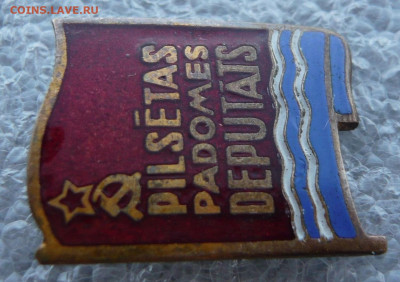 COINS.LAVE.RU
PILSĒTAS
PADOMES
DEPUTĀTS